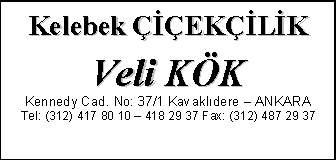 Kelebek ÇİÇEKÇİLİK
Veli KÖK
Kennedy Cad. No: 37/1 Kavaklıdere – ANKARA
Tel: (312) 417 80 10 – 418 29 37 Fax: (312) 487 29 37